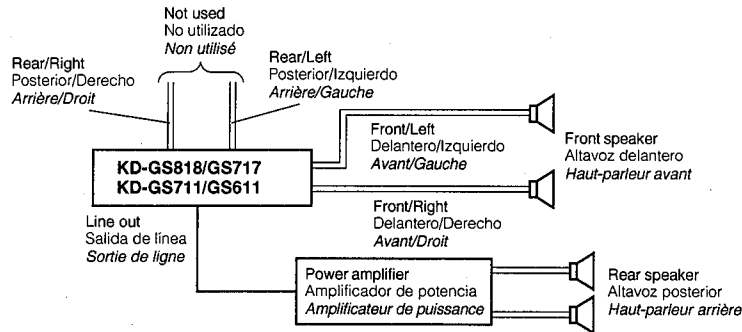 Not used
No utilizado
Non utilisé
Rear/Right
Posterior/Derecho
Arrière/Droit
Rear/Left
Posterior/Izquierdo
Arrière/Gauche
Front/Left
Delantero/Izquierdo
Avant/Gauche
Front speaker
Altavoz delantero
Haut-parleur avant
KD-GS818/GS717
KD-GS711/GS611
Front/Right
Delantero/Derecho
Avant/Droit
Line out
Salida de línea
Sortie de ligne
Power amplifier
Amplificador de potencia
Amplificateur de puissance
Rear speaker
Altavoz posterior
Haut-parleur arrière